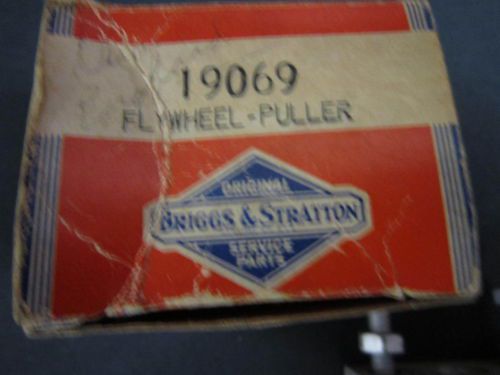 19069
FLYWHEEL-PULLER
ORIGINAL
BRIGGS & STRATTON
SERVICE
PARTS